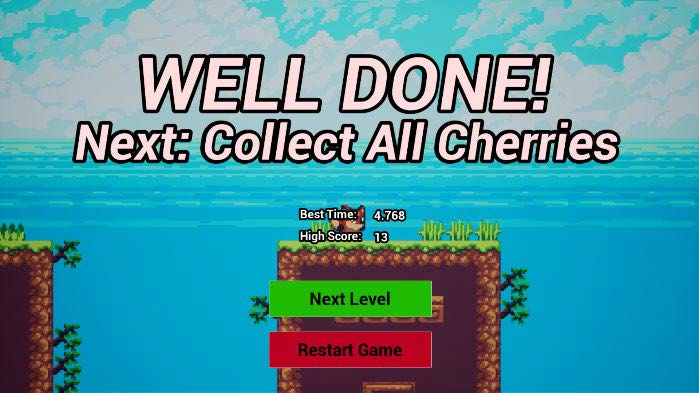 WELL DONE!
Next: Collect All Cherries
Best Time: 4.768
High Score: 13
Next Level
Restart Game